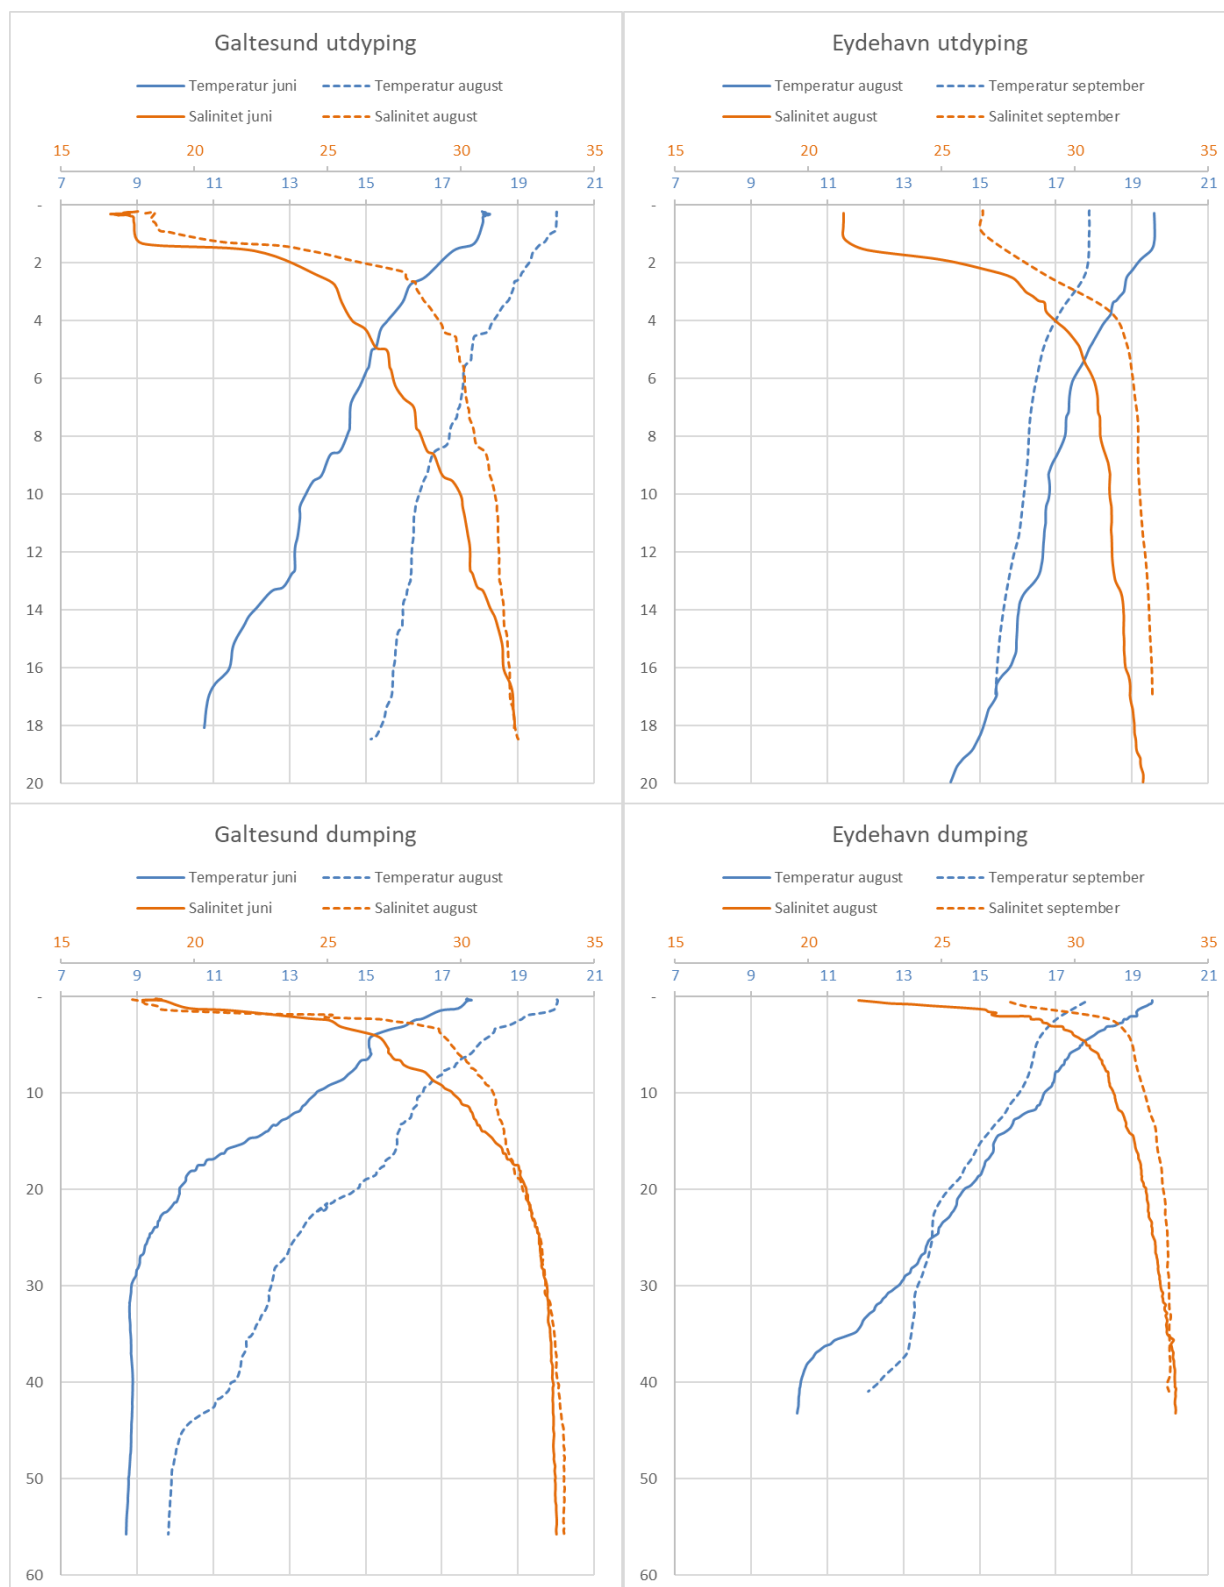 Galtesund utdyping
Temperatur juni Temperatur august
Salinitet juni Salinitet august
15 20 25 30 35
7 9 11 13 15 17 19 21
-
2
4
6
8
10
12
14
16
18
20
Eydehavn utdyping
Temperatur august Temperatur september
Salinitet august Salinitet september
15 20 25 30 35
7 9 11 13 15 17 19 21
-
2
4
6
8
10
12
14
16
18
20
Galtesund dumping
Temperatur juni Temperatur august
Salinitet juni Salinitet august
15 20 25 30 35
7 9 11 13 15 17 19 21
-
10
20
30
40
50
60
Eydehavn dumping
Temperatur august Temperatur september
Salinitet august Salinitet september
15 20 25 30 35
7 9 11 13 15 17 19 21
-
10
20
30
40
50
60